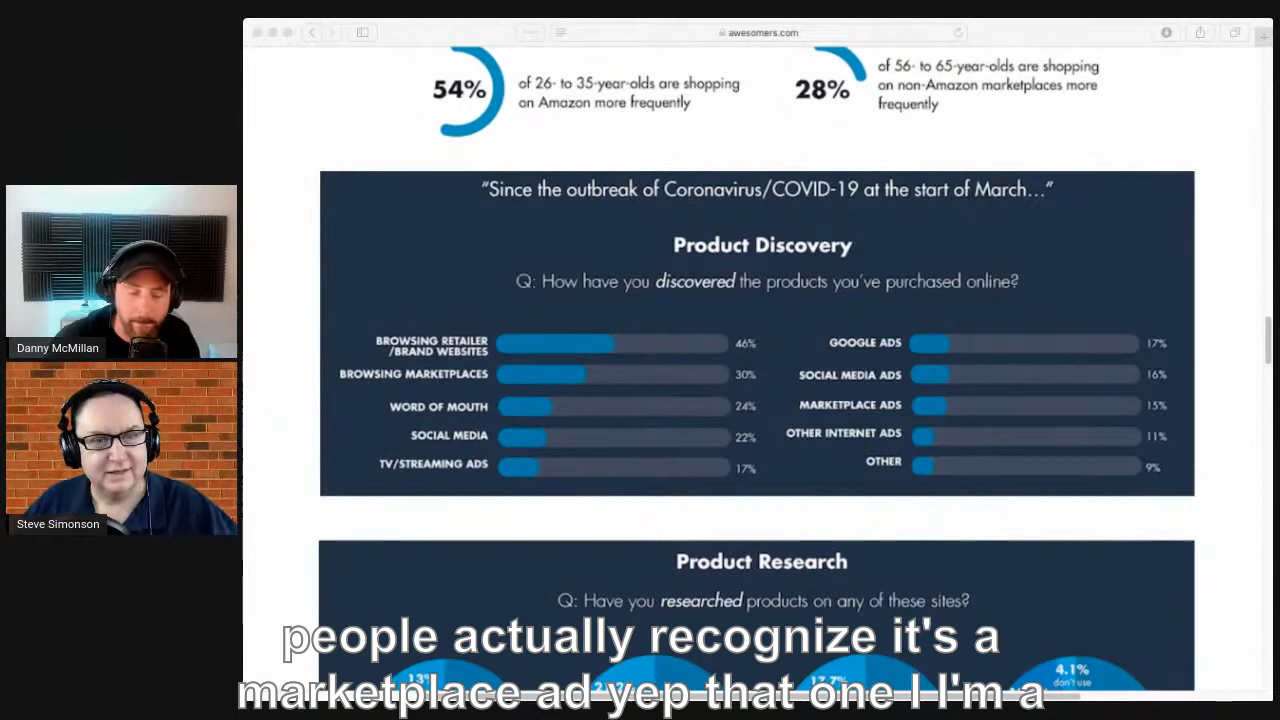 awesomers.com
54%
of 26- to 35-year-olds are shopping
on Amazon more frequently
28%
of 56- to 65-year-olds are shopping
on non-Amazon marketplaces more
frequently
“Since the outbreak of Coronavirus/COVID-19 at the start of March...”
Product Discovery
Q: How have you discovered the products you've purchased online?
BROWSING RETAILER
/BRAND WEBSITES
46%
BROWSING MARKETPLACES
30%
WORD OF MOUTH
24%
SOCIAL MEDIA
22%
TV/STREAMING ADS
17%
GOOGLE ADS
17%
SOCIAL MEDIA ADS
16%
MARKETPLACE ADS
15%
OTHER INTERNET ADS
11%
OTHER
9%
Danny McMillan
Steve Simonson
Product Research
Q: Have you researched products on any of these sites?
4.1%
don't use
people actually recognize it's a
marketplace ad yep that one I I'm a